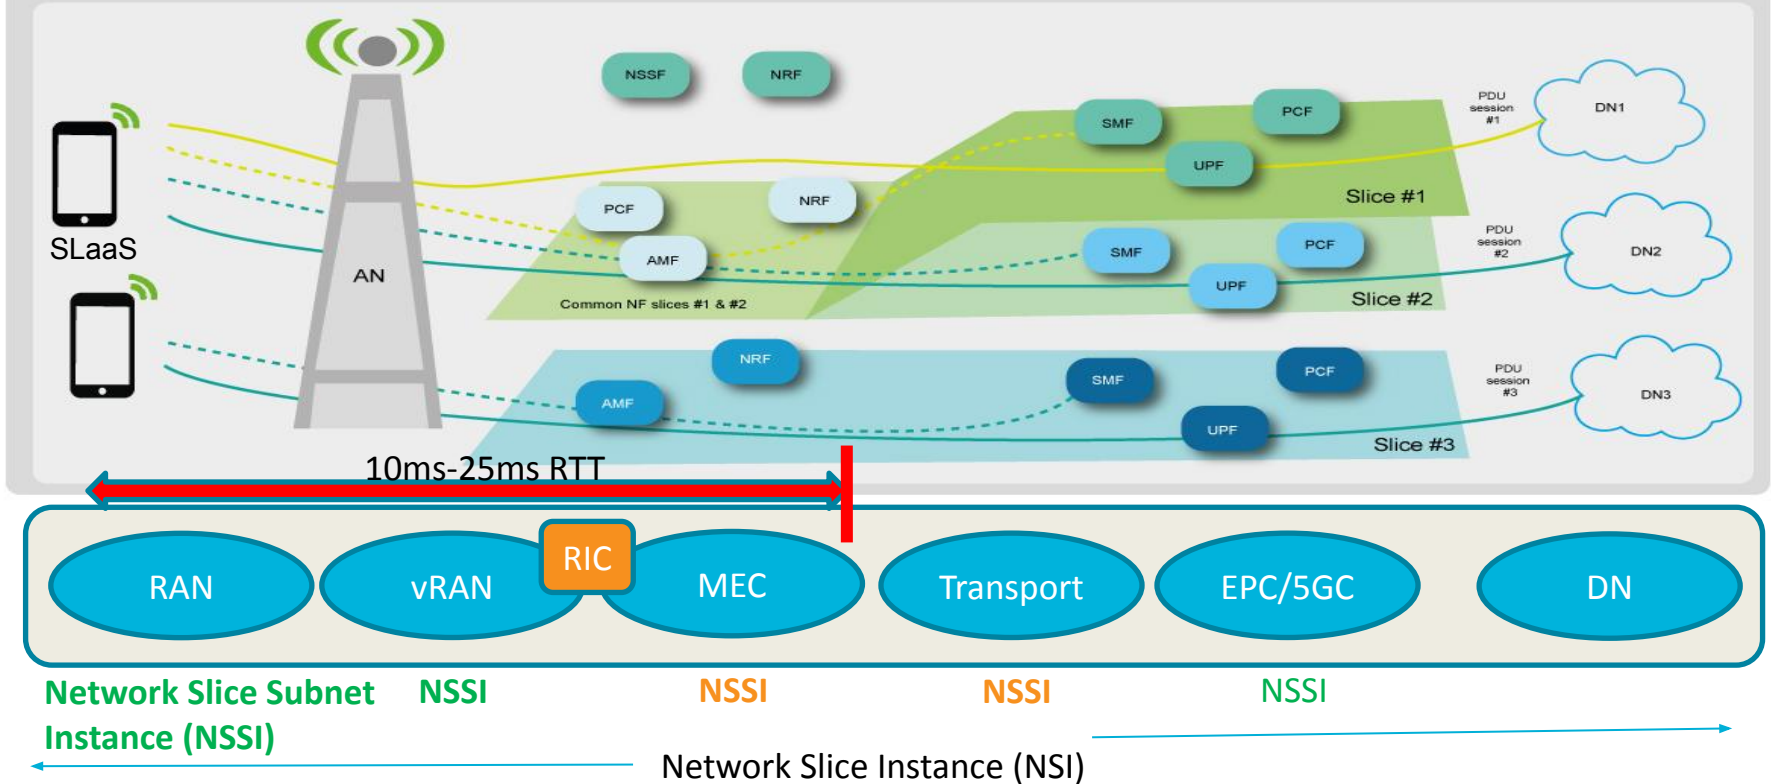 NSSF
NRF
SMF
PCF
PDU
session
#1
DN1
UPF
PCF
NRF
Slice #1
SLaaS
AN
AMF
SMF
PCF
PDU
session
#2
DN2
UPF
Common NF slices #1 & #2
Slice #2
NRF
AMF
SMF
PCF
PDU
session
#3
DN3
UPF
Slice #3
10ms-25ms RTT
RAN
vRAN
RIC
MEC
Transport
EPC/5GC
DN
Network Slice Subnet
Instance (NSSI)
NSSI
NSSI
NSSI
NSSI
Network Slice Instance (NSI)